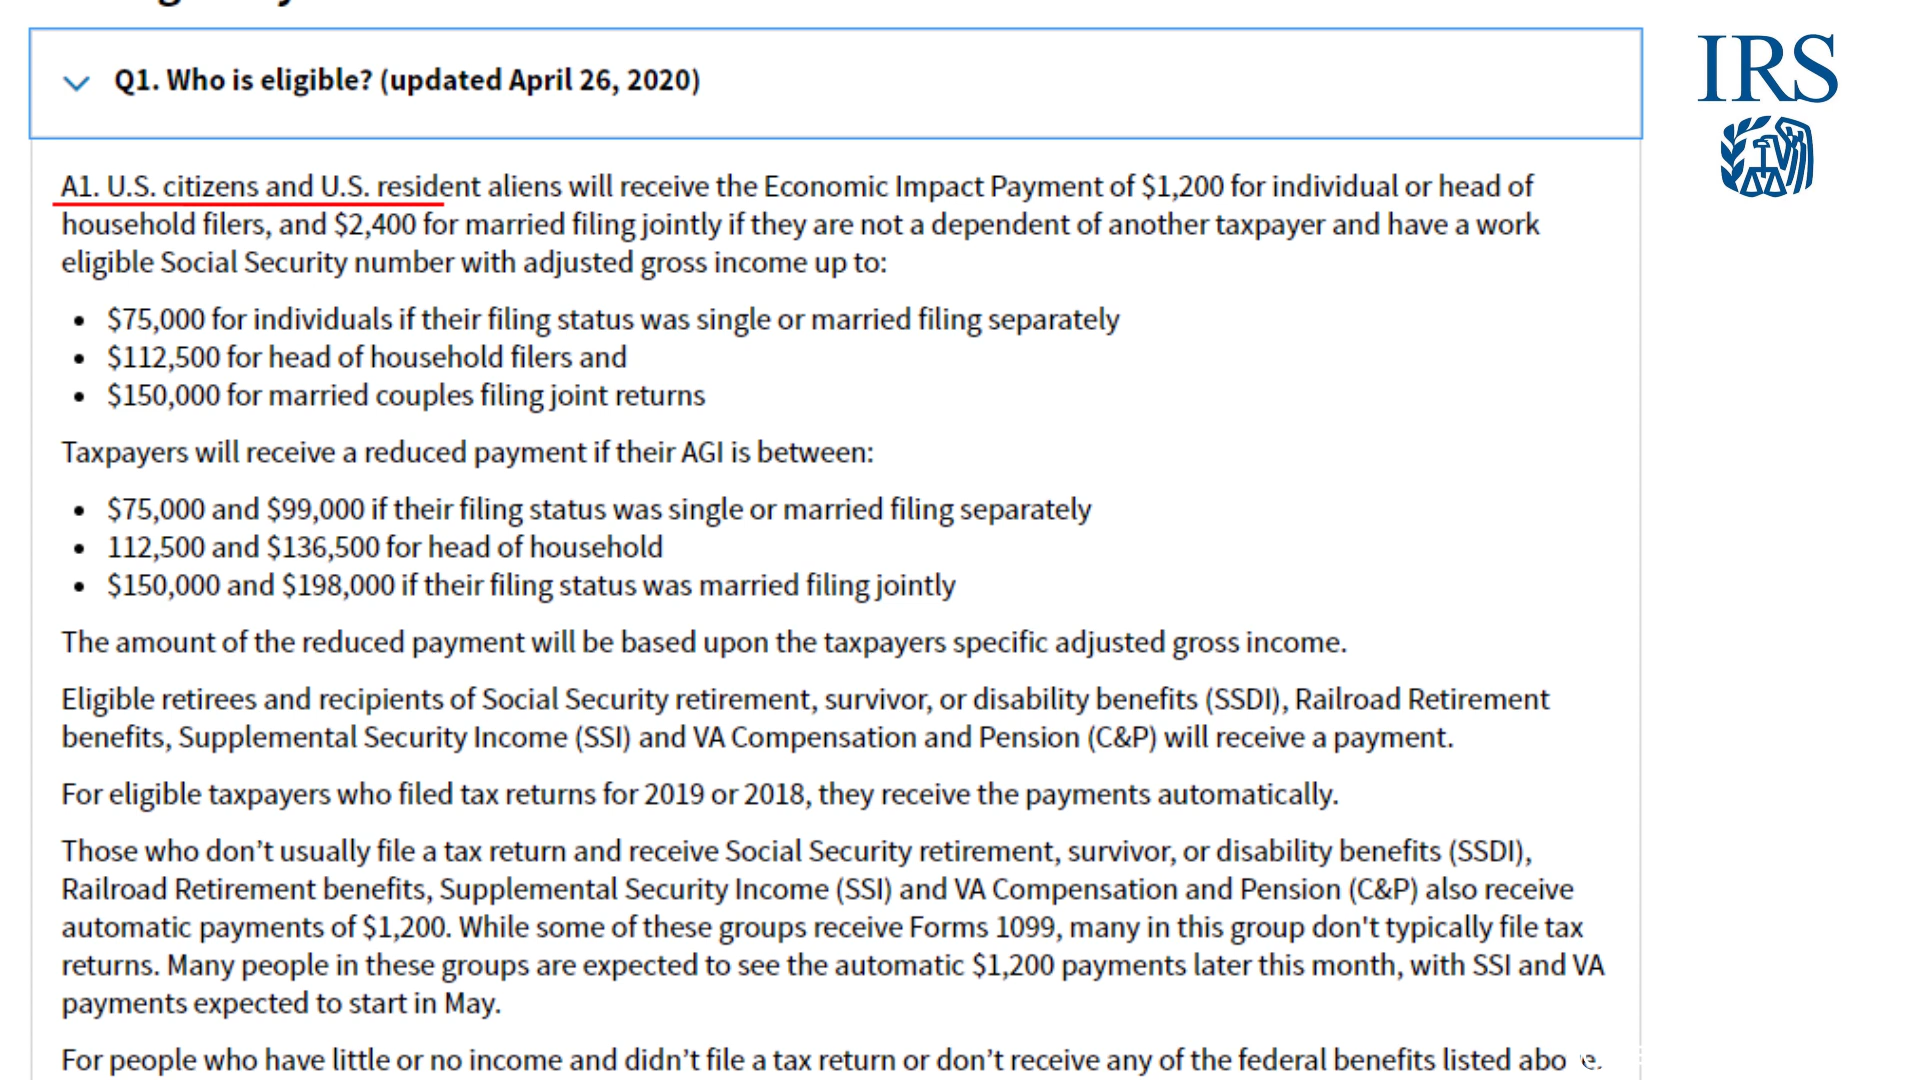 Q1. Who is eligible? (updated April 26, 2020)
IRS
A1. U.S. citizens and U.S. resident aliens will receive the Economic Impact Payment of $1,200 for individual or head of
household filers, and $2,400 for married filing jointly if they are not a dependent of another taxpayer and have a work
eligible Social Security number with adjusted gross income up to:
• $75,000 for individuals if their filing status was single or married filing separately
• $112,500 for head of household filers and
• $150,000 for married couples filing joint returns
Taxpayers will receive a reduced payment if their AGI is between:
• $75,000 and $99,000 if their filing status was single or married filing separately
• 112,500 and $136,500 for head of household
• $150,000 and $198,000 if their filing status was married filing jointly
The amount of the reduced payment will be based upon the taxpayers specific adjusted gross income.
Eligible retirees and recipients of Social Security retirement, survivor, or disability benefits (SSDI), Railroad Retirement
benefits, Supplemental Security Income (SSI) and VA Compensation and Pension (C&P) will receive a payment.
For eligible taxpayers who filed tax returns for 2019 or 2018, they receive the payments automatically.
Those who don’t usually file a tax return and receive Social Security retirement, survivor, or disability benefits (SSDI),
Railroad Retirement benefits, Supplemental Security Income (SSI) and VA Compensation and Pension (C&P) also receive
automatic payments of $1,200. While some of these groups receive Forms 1099, many in this group don't typically file tax
returns. Many people in these groups are expected to see the automatic $1,200 payments later this month, with SSI and VA
payments expected to start in May.
For people who have little or no income and didn’t file a tax return or don’t receive any of the federal benefits listed